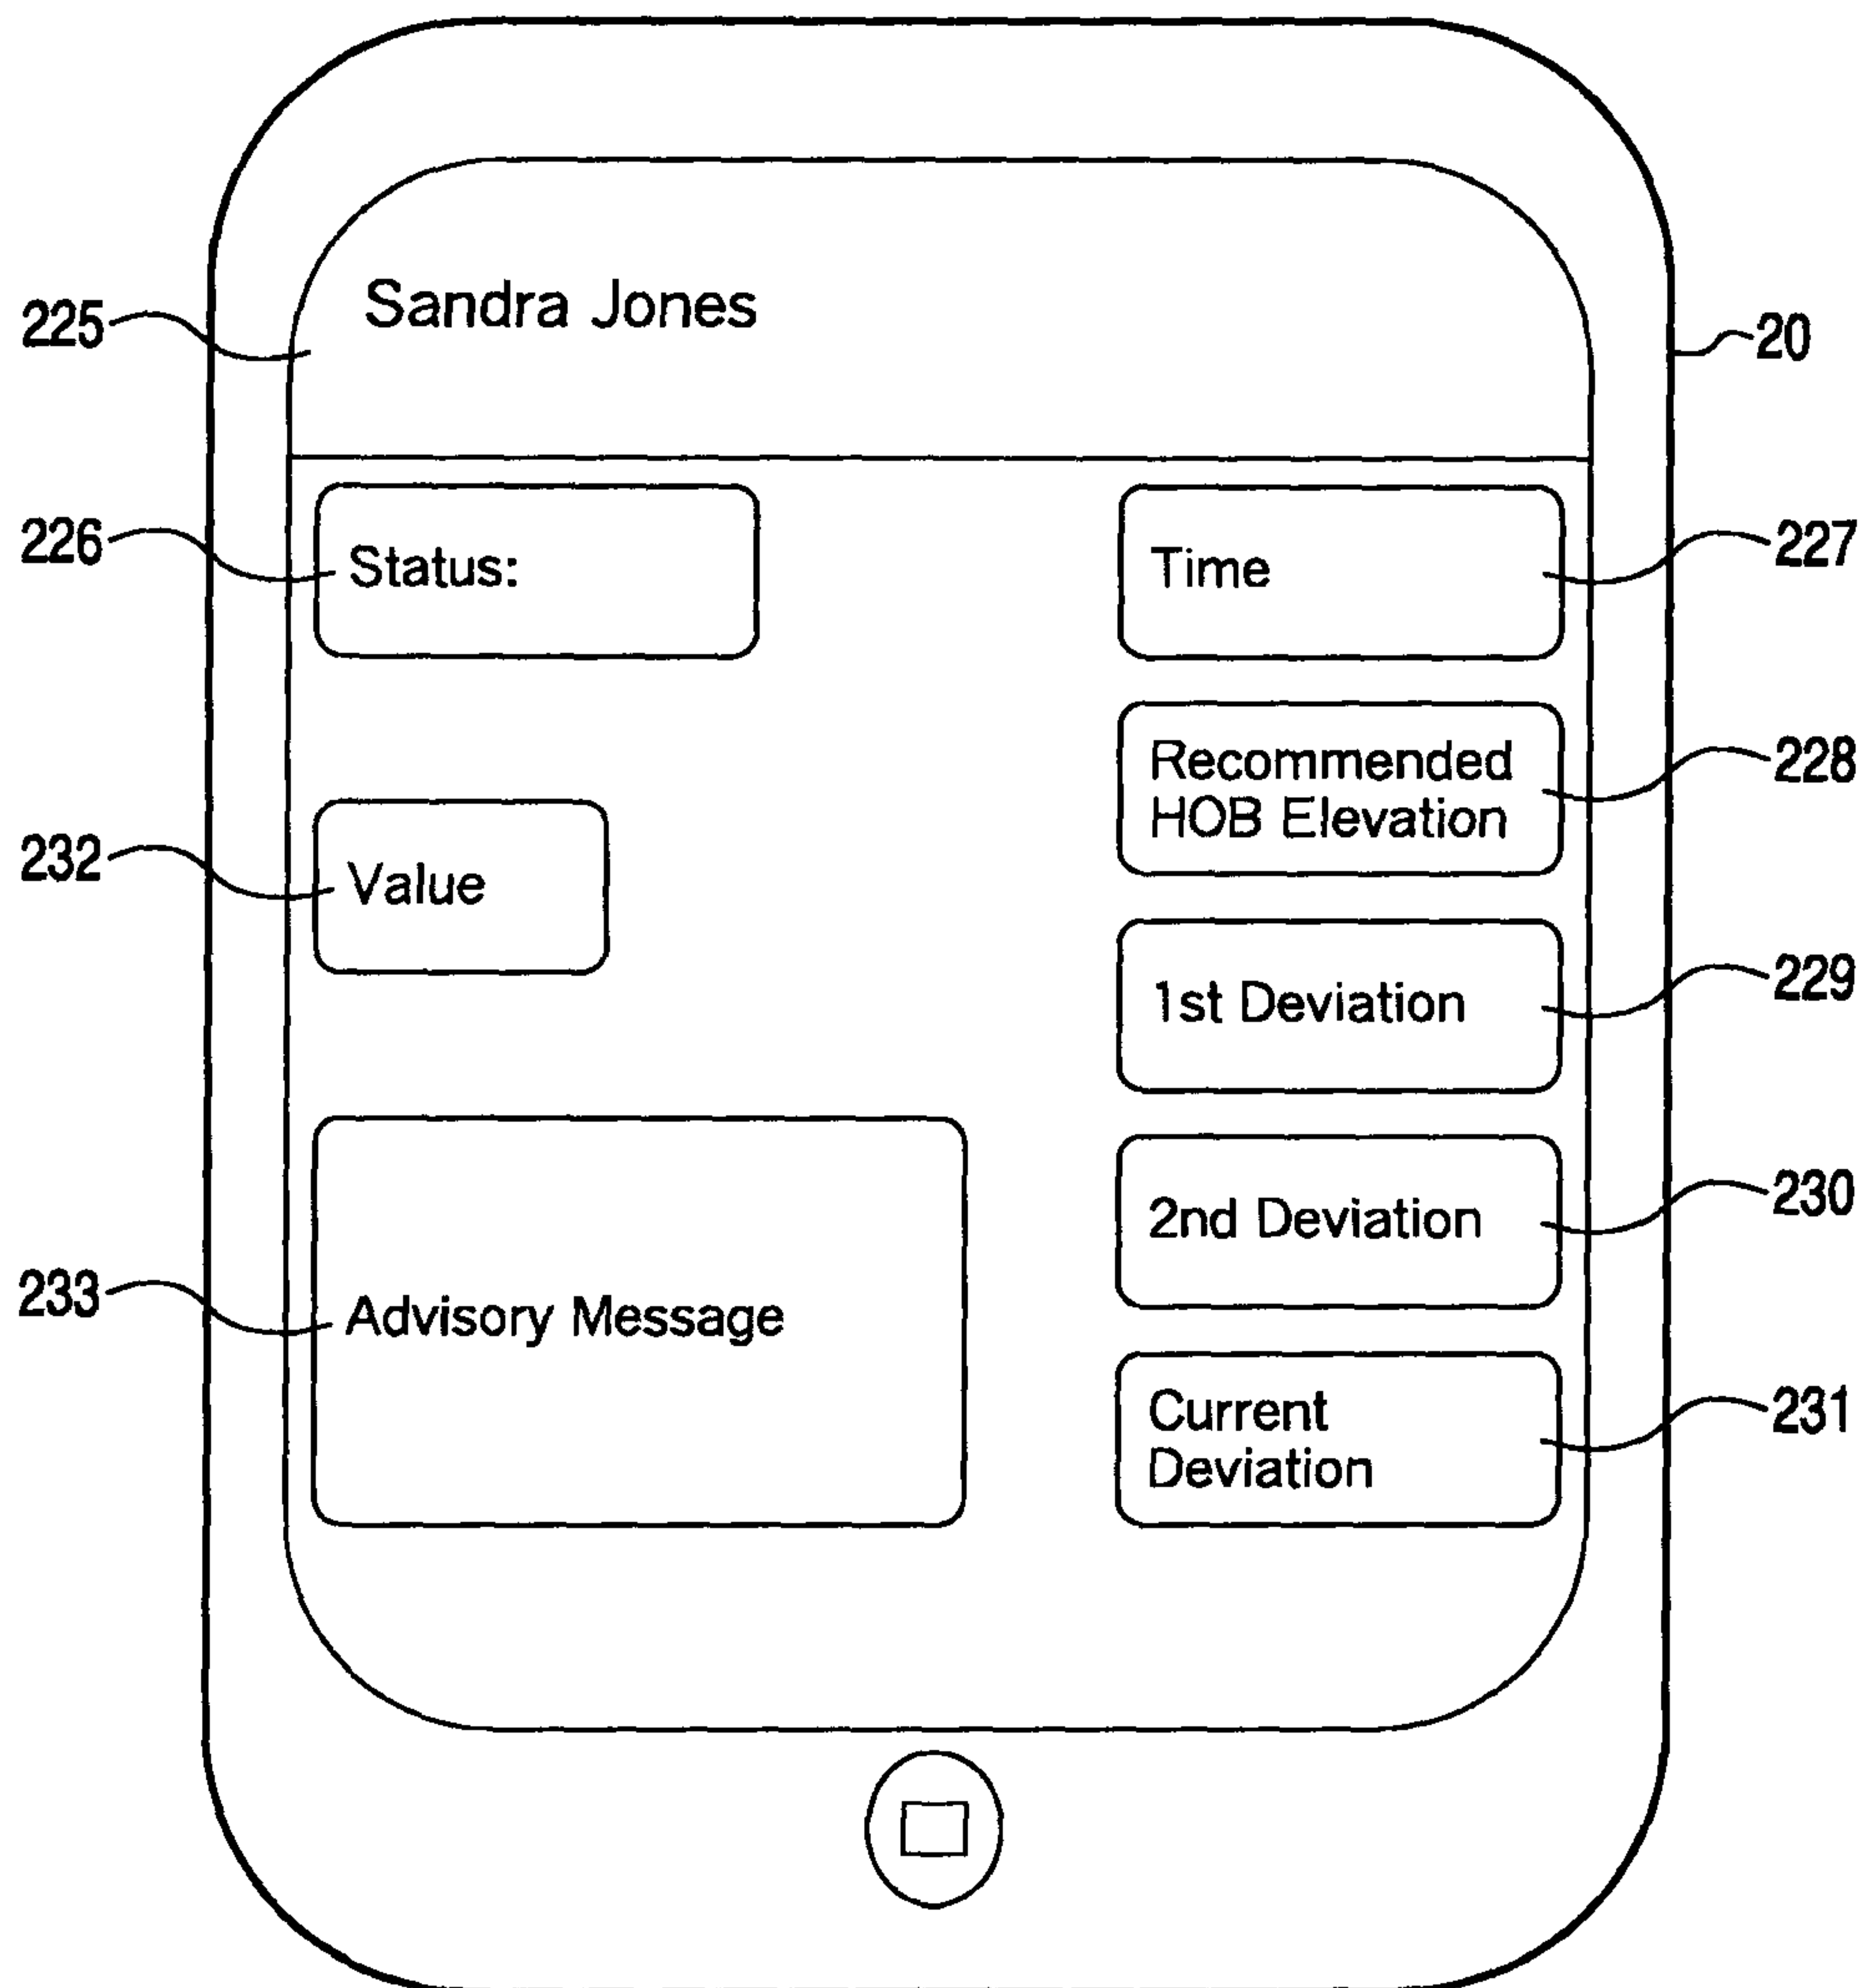 Sandra Jones
225
20
226
Status:
Time
227
Recommended
HOB Elevation
228
232
Value
1st Deviation
229
2nd Deviation
230
233
Advisory Message
Current
Deviation
231